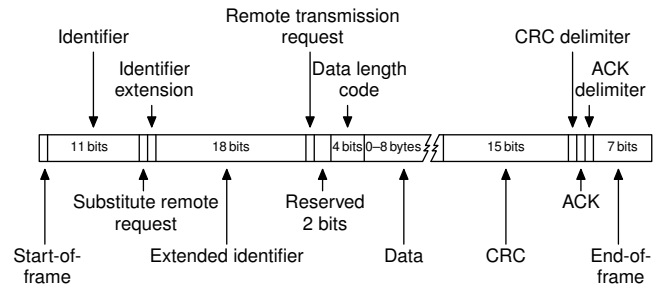 Remote transmission
request
Identifier
CRC delimiter
Identifier
extension
Data length
code
ACK
delimiter
11 bits
18 bits
4 bits
0–8 bytes
15 bits
7 bits
Substitute remote
request
Reserved
2 bits
ACK
Start-of-
frame
Extended identifier
Data
CRC
End-of-
frame